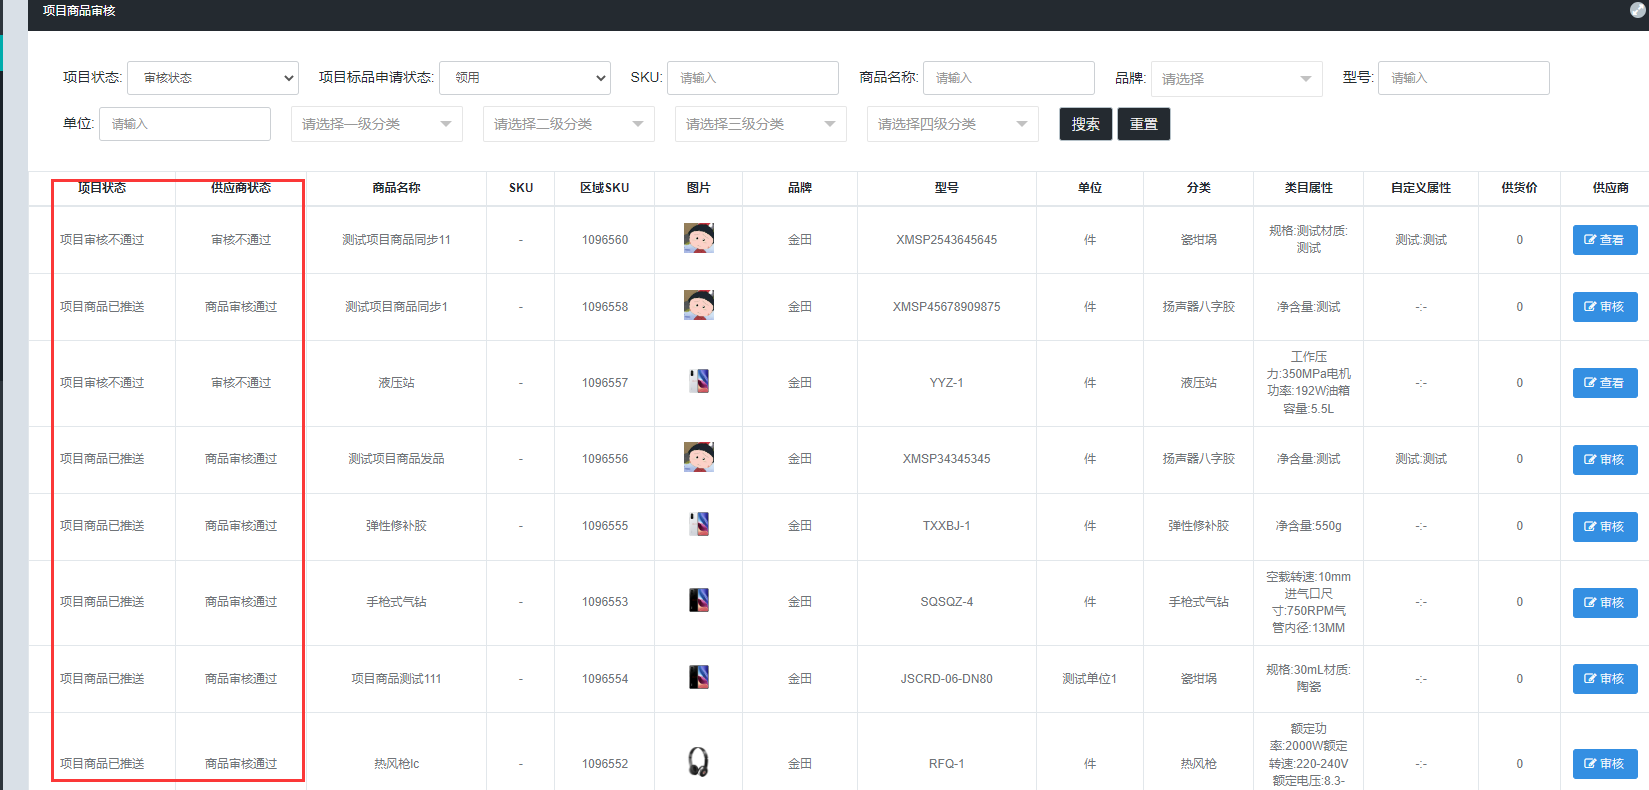 项目商品审核
项目状态: 审核状态 项目标品申请状态: 领用 SKU: 请输入 商品名称: 请输入 品牌: 请选择 型号: 请输入
单位: 请输入 请选择一级分类 请选择二级分类 请选择三级分类 请选择四级分类 搜索 重置
项目状态 供应商状态 商品名称 SKU 区域SKU 图片 品牌 型号 单位 分类 类目属性 自定义属性 供货价 供应商
项目审核不通过 审核不通过 测试项目商品同步11 - 1096560 金田 XMSP2543645645 件 瓷坩埚 规格:测试材质:
测试 测试:测试 0 查看
项目商品已推送 商品审核通过 测试项目商品同步1 - 1096558 金田 XMSP45678909875 件 扬声器八字胶 净含量:测试 -:- 0 审核
项目审核不通过 审核不通过 液压站 - 1096557 金田 YYZ-1 件 液压站 工作压
力:350MPa电机
功率:192W油箱
容量:5.5L -:- 0 查看
项目商品已推送 商品审核通过 测试项目商品发品 - 1096556 金田 XMSP34345345 件 扬声器八字胶 净含量:测试 测试:测试 0 审核
项目商品已推送 商品审核通过 弹性修补胶 - 1096555 金田 TXXBJ-1 件 弹性修补胶 净含量:550g -:- 0 审核
项目商品已推送 商品审核通过 手枪式气钻 - 1096553 金田 SQSQZ-4 件 手枪式气钻 空载转速:10mm
进气口尺
寸:750RPM气
管内径:13MM -:- 0 审核
项目商品已推送 商品审核通过 项目商品测试111 - 1096554 金田 JSCRD-06-DN80 测试单位1 瓷坩埚 规格:30mL材质:
陶瓷 -:- 0 审核
项目商品已推送 商品审核通过 热风枪lc - 1096552 金田 RFQ-1 件 热风枪 额定功
率:2000W额定
转速:220-240V
额定电压:8.3- -:- 0 审核